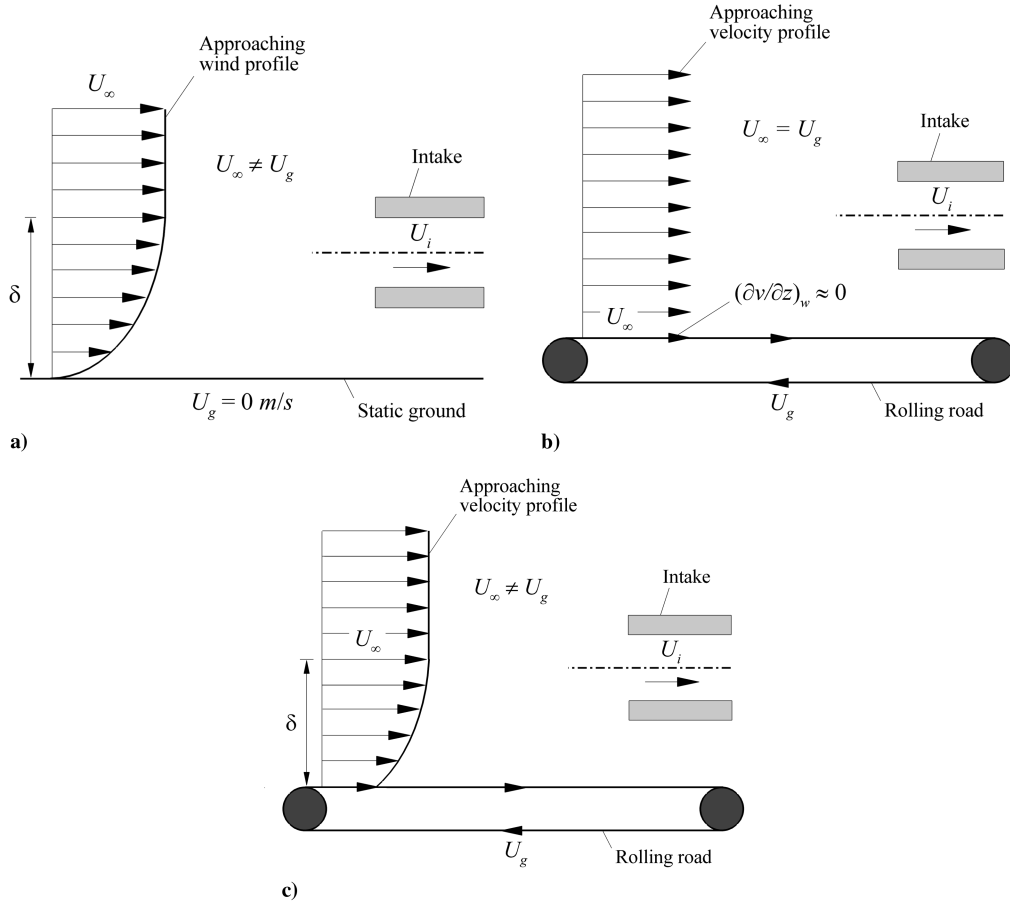 Approaching
wind profile
U∞
U∞ ≠ Ug
Intake
Ui
δ
Ug = 0 m/s
Static ground
a)
Approaching
velocity profile
U∞ = Ug
Intake
Ui
(∂v/∂z)w ≈ 0
U∞
Ug
Rolling road
b)
Approaching
velocity profile
U∞ ≠ Ug
Intake
U∞
Ui
δ
Ug
Rolling road
c)